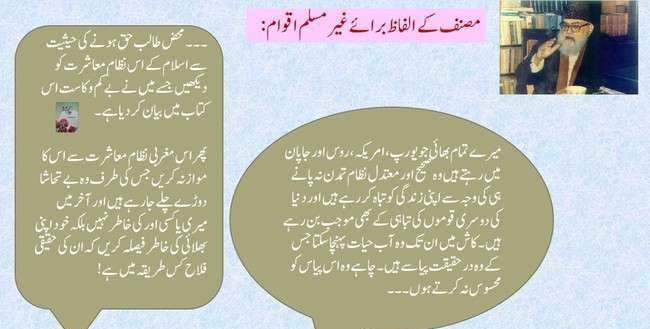 مصنف کے الفاظ برائے غیر مسلم اقوام:
میرے تمام بھائی جو یورپ، امریکہ، روس اور جاپان
میں رہتے ہیں وہ صحیح اور معتدل نظام تمدن نہ پانے
ہی کی وجہ سے اپنی زندگی کو تباہ کر رہے ہیں اور دنیا
کی دوسری قوموں کی تباہی کے بھی موجب بن رہے
ہیں۔ کاش میں ان تک وہ آب حیات پہنچا سکتا جس
کے وہ در حقیقت پیاسے ہیں۔ چاہے وہ اس پیاس کو
محسوس نہ کرتے ہوں۔۔۔
۔۔۔ محض طالب حق ہونے کی حیثیت
سے اسلام کے اس نظام معاشرت کو
دیکھیں جسے میں نے بے کم و کاست اس
کتاب میں بیان کر دیا ہے۔
پھر اس مغربی نظام معاشرت سے اس کا
موازنہ کریں جس کی طرف وہ بے تحاشا
دوڑے چلے جا رہے ہیں اور آخر میں
میری یا کسی اور کی خاطر نہیں بلکہ خود اپنی
بھلائی کی خاطر فیصلہ کریں کہ ان کی حقیقی
فلاح کس طریقہ میں ہے!